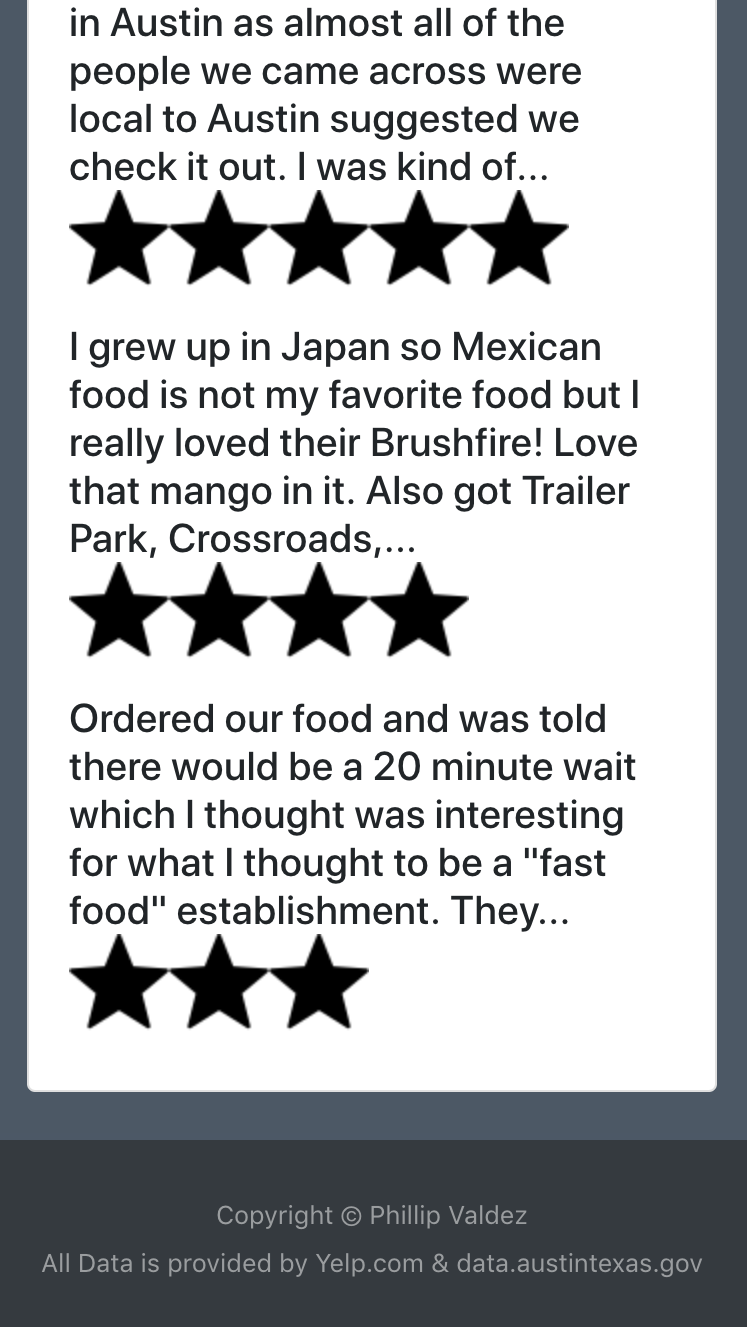 in Austin as almost all of the
people we came across were
local to Austin suggested we
check it out. I was kind of...
I grew up in Japan so Mexican
food is not my favorite food but I
really loved their Brushfire! Love
that mango in it. Also got Trailer
Park, Crossroads,...
Ordered our food and was told
there would be a 20 minute wait
which I thought was interesting
for what I thought to be a "fast
food" establishment. They...
Copyright © Phillip Valdez
All Data is provided by Yelp.com & data.austintexas.gov